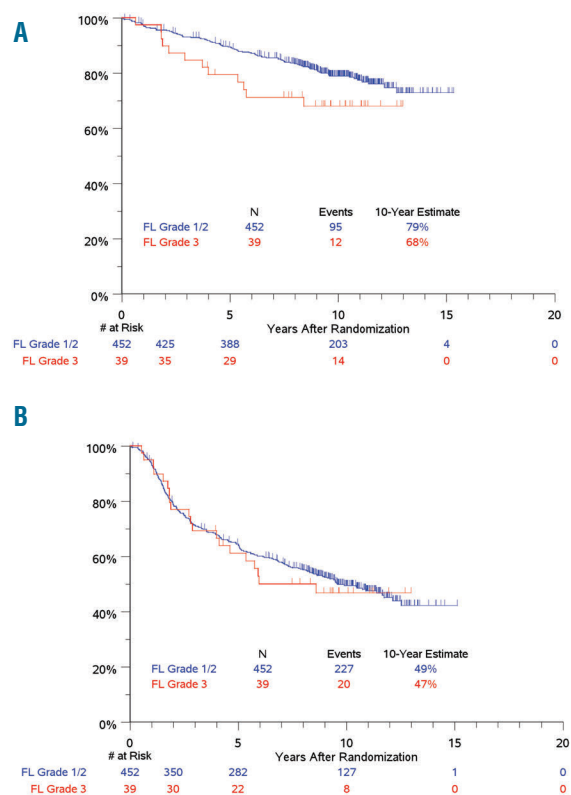 A
100%
80%
60%
40%
20%
0%
N Events 10-Year Estimate
FL Grade 1/2 452 95 79%
FL Grade 3 39 12 68%
0 5 10 15 20
# at Risk Years After Randomization
FL Grade 1/2 452 425 388 203 4 0
FL Grade 3 39 35 29 14 0 0
B
100%
80%
60%
40%
20%
0%
N Events 10-Year Estimate
FL Grade 1/2 452 227 49%
FL Grade 3 39 20 47%
0 5 10 15 20
# at Risk Years After Randomization
FL Grade 1/2 452 350 282 127 1 0
FL Grade 3 39 30 22 8 0 0